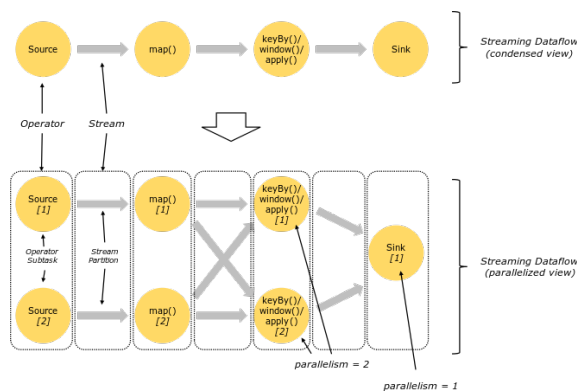 Source
map()
keyBy()/
window()/
apply()
Sink
Streaming Dataflow
(condensed view)
Operator
Stream
Source
[1]
map()
[1]
keyBy()/
window()/
apply()
[1]
Operator
Subtask
Stream
Partition
Sink
[1]
Streaming Dataflow
(parallelized view)
Source
[2]
map()
[2]
keyBy()/
window()/
apply()
[2]
parallelism = 2
parallelism = 1